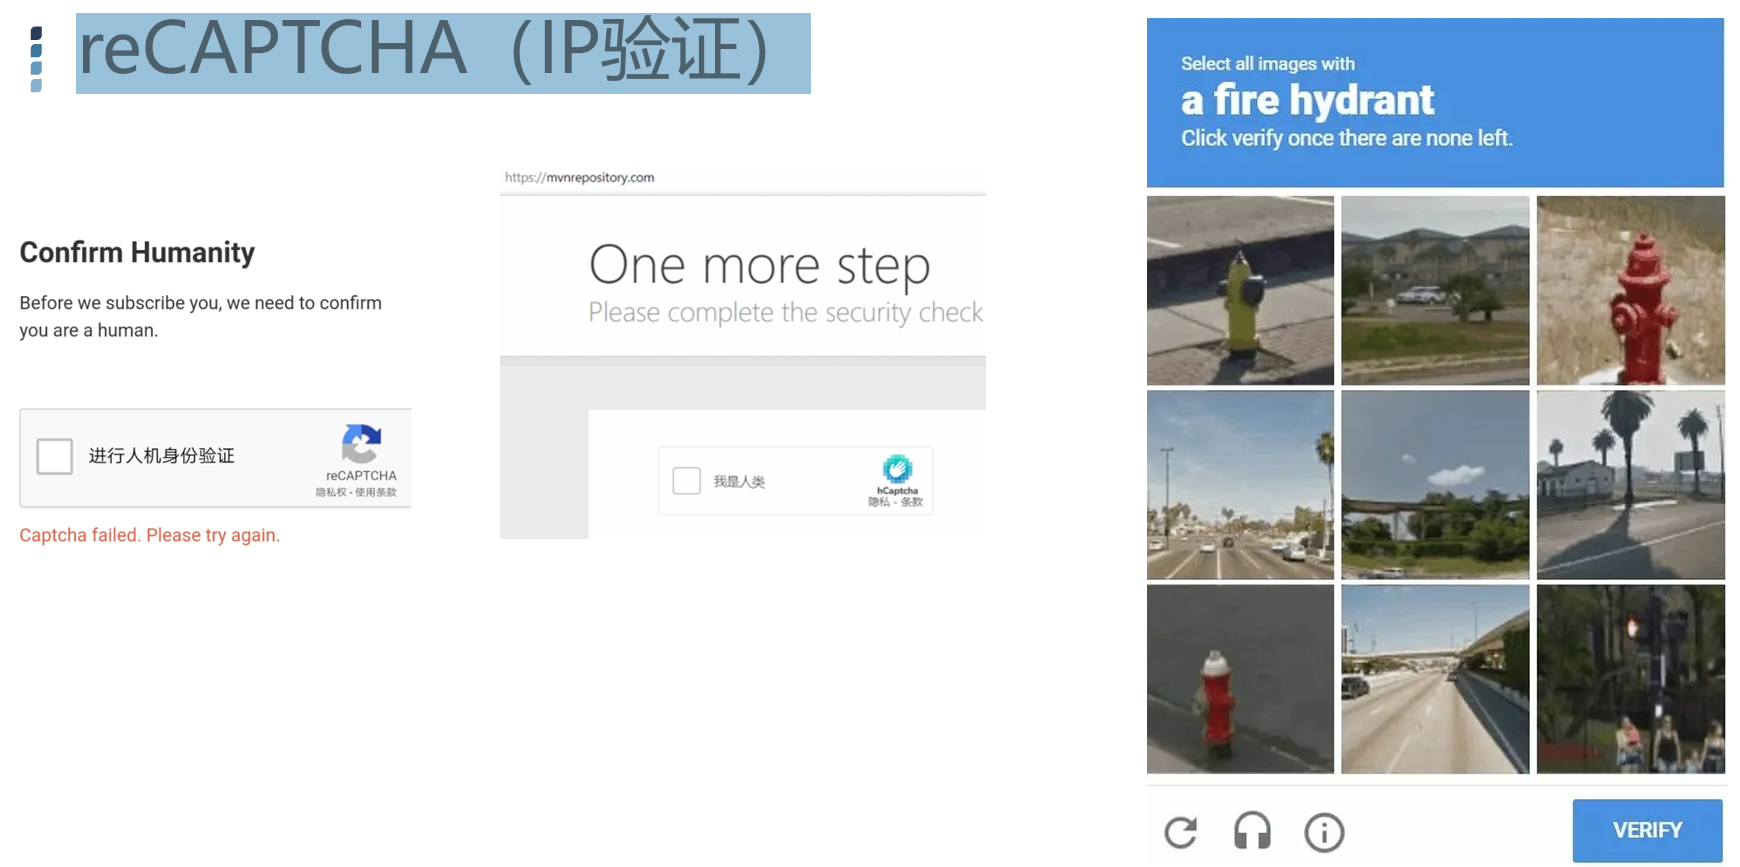 reCAPTCHA（IP验证）
Confirm Humanity
Before we subscribe you, we need to confirm
you are a human.
进行人机身份验证
reCAPTCHA
隐私权 - 使用条款
Captcha failed. Please try again.
https://mvnrepository.com
One more step
Please complete the security check
我是人类
hCaptcha
隐私 - 条款
Select all images with
a fire hydrant
Click verify once there are none left.
VERIFY